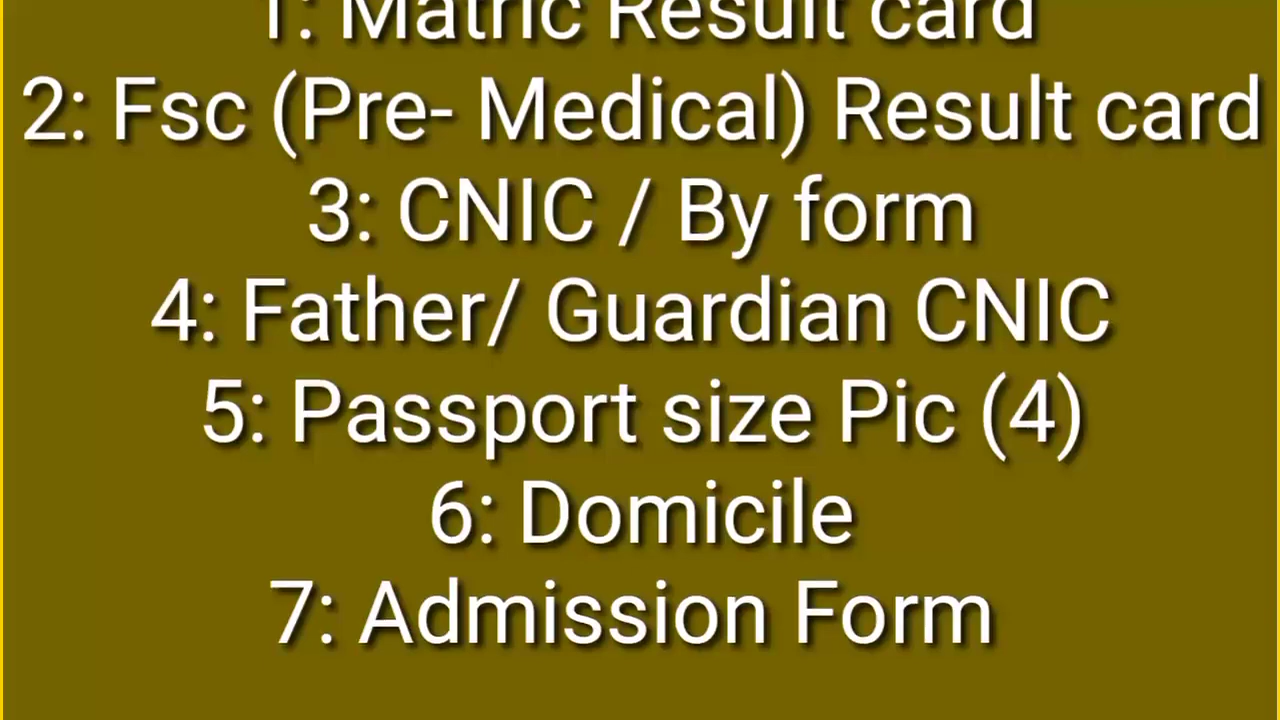 1: Matric Result card
2: Fsc (Pre- Medical) Result card
3: CNIC / By form
4: Father/ Guardian CNIC
5: Passport size Pic (4)
6: Domicile
7: Admission Form